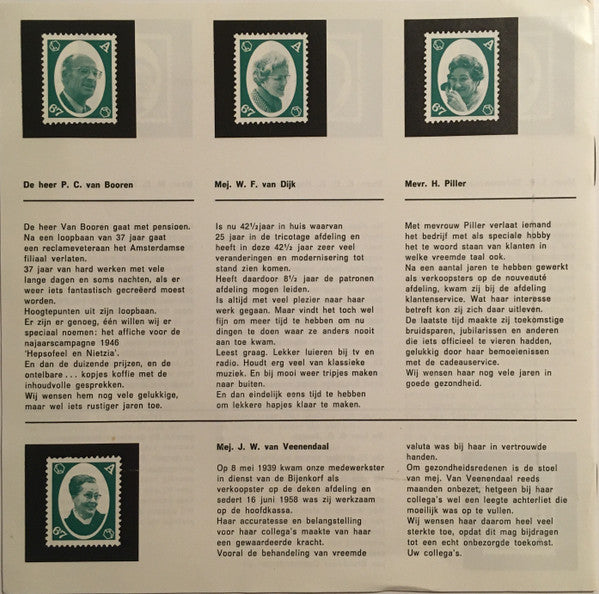 A
67
A
67
A
67
De heer P. C. van Booren
De heer Van Booren gaat met pensioen.
Na een loopbaan van 37 jaar gaat
een reclameveteraan het Amsterdamse
filiaal verlaten.
37 jaar van hard werken met vele
lange dagen en soms nachten, als er
weer iets fantastisch gecreëerd moest
worden.
Hoogtepunten uit zijn loopbaan.
Er zijn er genoeg, één willen wij er
speciaal noemen: het affiche voor de
najaarscampagne 1946
'Hepsofeel en Nietzia'.
En dan de duizende prijzen, en de
ontelbare... kopjes koffie met de
inhoudvolle gesprekken.
Wij wensen hem nog vele gelukkige,
maar wel iets rustiger jaren toe.
Mej. W. F. van Dijk
Is nu 42½ jaar in huis waarvan
25 jaar in de tricotage afdeling en
heeft in deze 42½ jaar zeer veel
veranderingen en modernisering tot
stand zien komen.
Heeft daardoor 8½ jaar de patronen
afdeling mogen leiden.
Is altijd met veel plezier naar haar
werk gegaan. Maar vindt het toch wel
fijn om meer tijd te hebben om nu
dingen te doen waar ze anders nooit
aan toe kwam.
Leest graag. Lekker luieren bij tv en
radio. Houdt erg veel van klassieke
muziek. En bij mooi weer tripjes maken
naar buiten.
En dan eindelijk eens tijd te hebben
om lekkere hapjes klaar te maken.
Mevr. H. Piller
Met mevrouw Piller verlaat iemand
het bedrijf met als speciale hobby
het te woord staan van klanten in
welke vreemde taal ook.
Na een aantal jaren te hebben gewerkt
als verkoopsters op de nouveauté
afdeling, kwam zij bij de afdeling
klantenservice. Wat haar interesse
betreft kon zij zich daar uitleven.
De laatste tijd maakte zij toekomstige
bruidsparen, jubilarissen en anderen
die iets officieel te vieren hadden,
gelukkig door haar bemoeienissen
met de cadeauservice.
Wij wensen haar nog vele jaren in
goede gezondheid.
A
67
Mej. J. W. van Veenendaal
Op 8 mei 1939 kwam onze medewerkster
in dienst van de Bijenkorf als
verkoopster op de deken afdeling en
sedert 16 juni 1958 was zij werkzaam
op de hoofdkassa.
Haar accuratesse en belangstelling
voor haar collega's maakte van haar
een gewaardeerde kracht.
Vooral de behandeling van vreemde
valuta was bij haar in vertrouwde
handen.
Om gezondheidsredenen is de stoel
van mej. Van Veenendaal reeds
maanden onbezet, hetgeen bij haar
collega's wel een leegte achterliet die
moeilijk was op te vullen.
Wij wensen haar daarom heel veel
sterkte toe, opdat dit mag bijdragen
tot een echt onbezorgde toekomst.
Uw collega's.